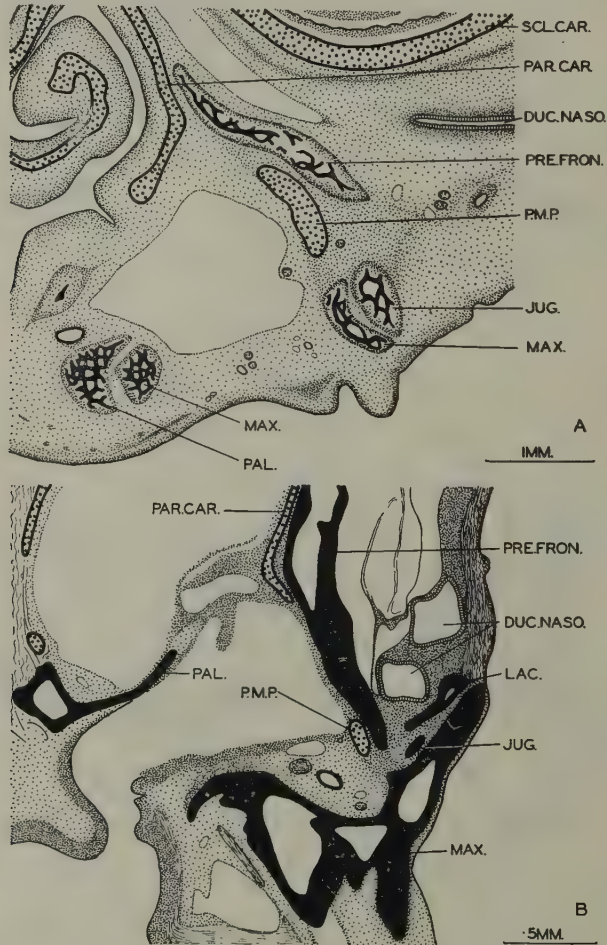 SCL.CAR.
PAR.CAR.
DUC.NASO.
PRE.FRON.
P.M.P.
JUG.
MAX.
MAX.
PAL.
A
1MM.
PAR.CAR.
PRE.FRON.
DUC.NASO.
PAL.
LAC.
P.M.P.
JUG.
MAX.
B
·5MM.